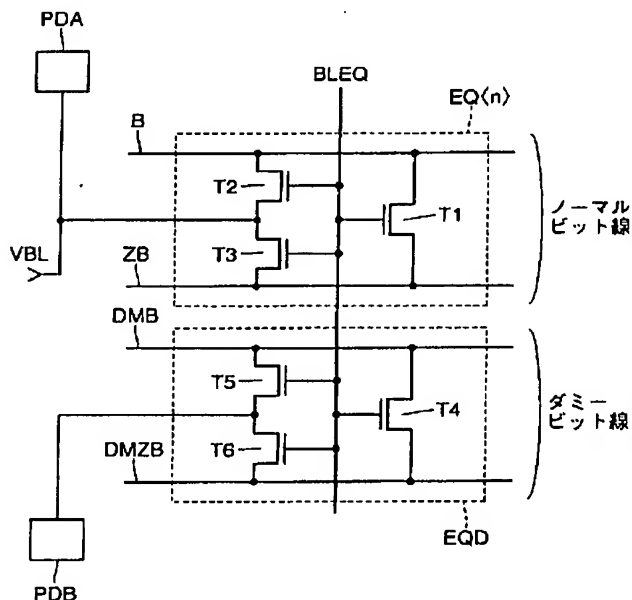 PDA
BLEQ
EQ〈n〉
B
T2
T1
ノーマル
ビット線
VBL
ZB
T3
DMB
T5
T4
ダミー
ビット線
DMZB
T6
EQD
PDB